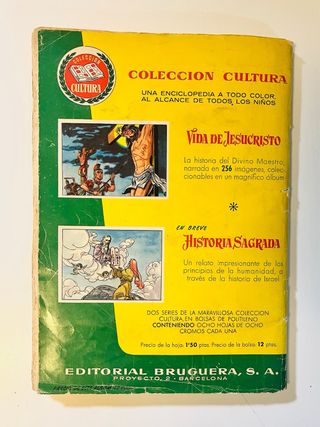 COLECCION
CULTURA
COLECCION CULTURA
UNA ENCICLOPEDIA A TODO COLOR,
AL ALCANCE DE TODOS LOS NIÑOS
VIDA DE JESUCRISTO
La historia del Divino Maestro,
narrada en 256 imágenes, colec-
cionables en un magnífico álbum
*
EN BREVE
HISTORIA SAGRADA
Un relato impresionante de los
principios de la humanidad, a
través de la historia de Israel
DOS SERIES DE LA MARAVILLOSA COLECCION
CULTURA, EN BOLSAS DE POLITILENO
CONTENIENDO OCHO HOJAS DE OCHO
CROMOS CADA UNA
Precio de la hoja: 1'50 ptas. Precio de la bolsa: 12 ptas.
EDITORIAL BRUGUERA, S. A.
PROYECTO, 2 - BARCELONA